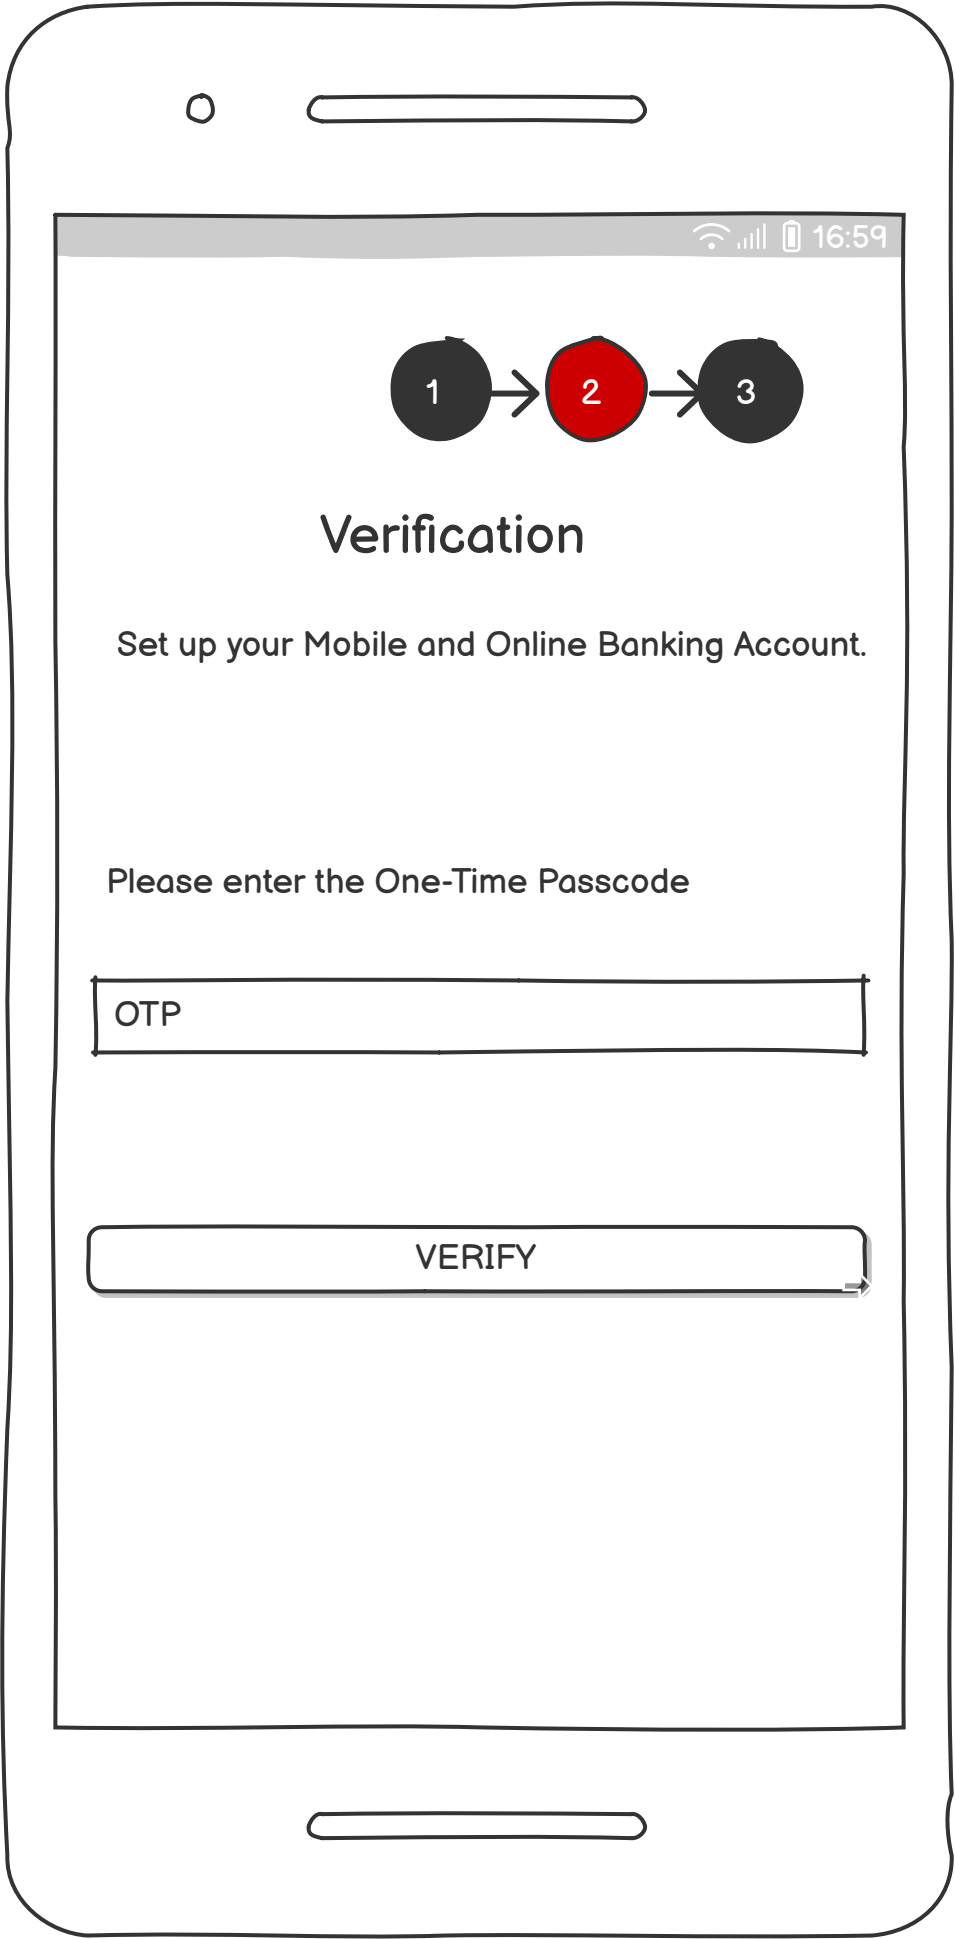 16:59
1 2 3
Verification
Set up your Mobile and Online Banking Account.
Please enter the One-Time Passcode
OTP
VERIFY